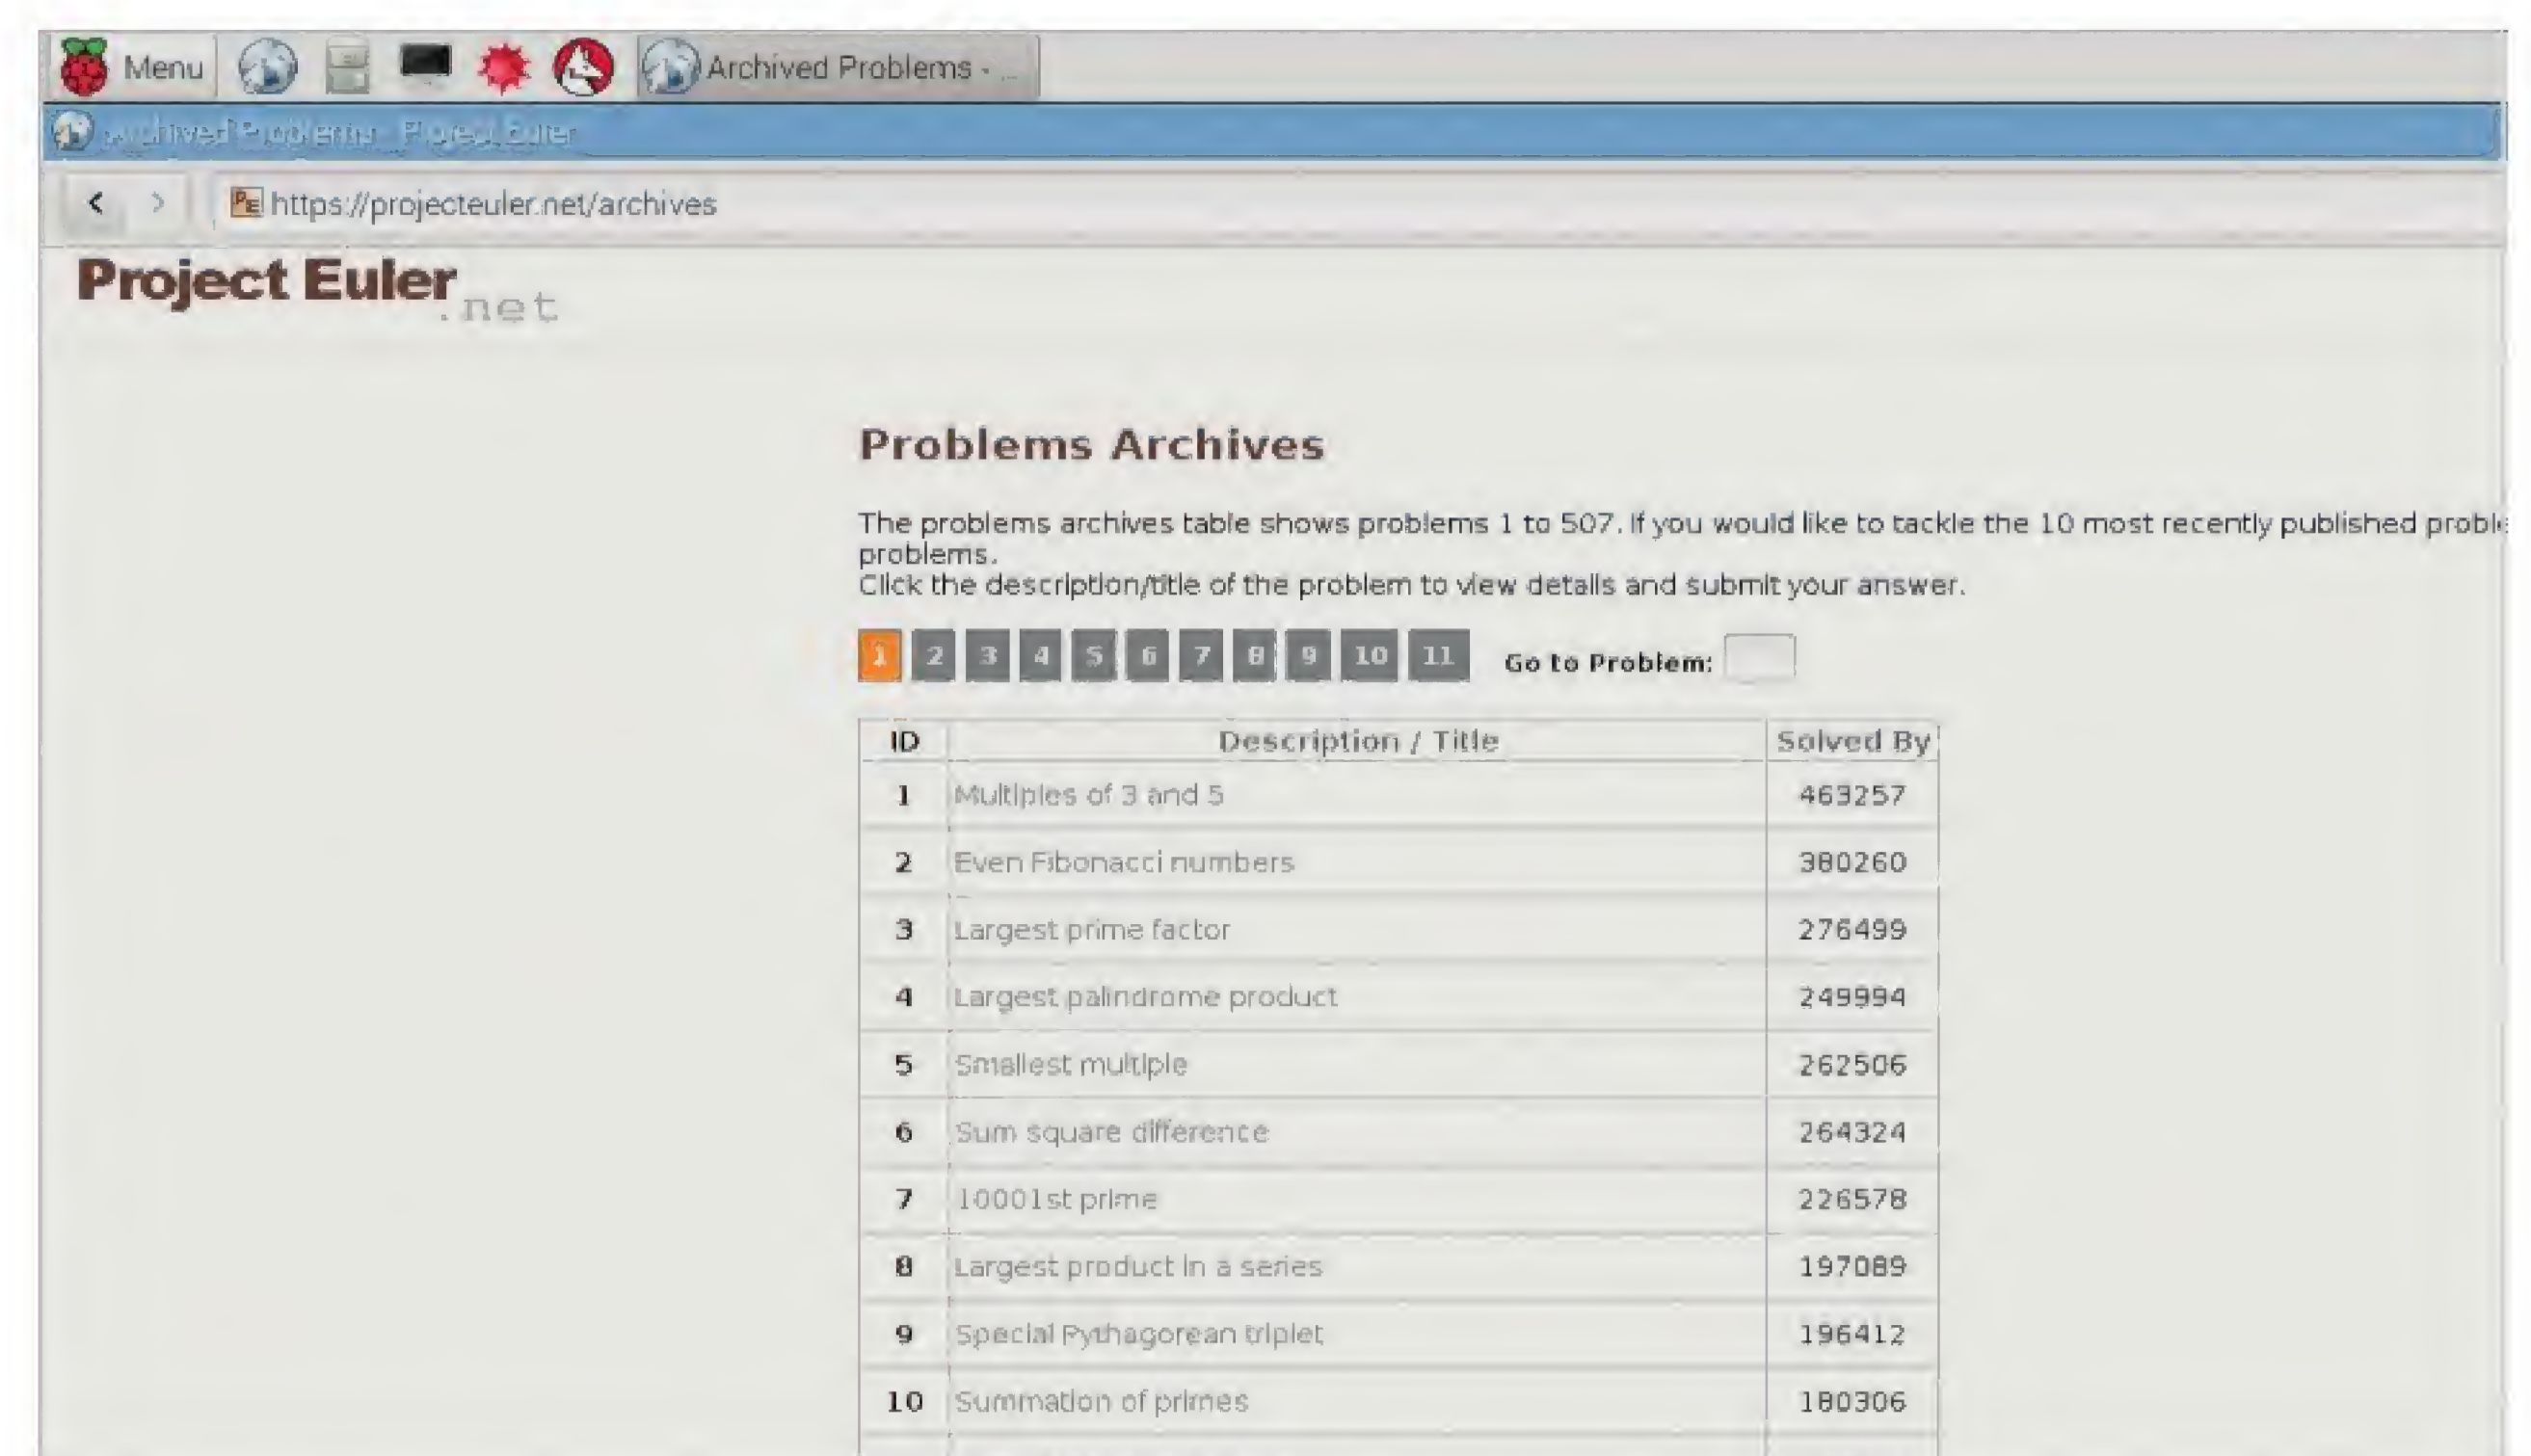 Menu
Archived Problems - ...
Archived Problems - Project Euler
https://projecteuler.net/archives
Project Euler
.net
Problems Archives
The problems archives table shows problems 1 to 507. If you would like to tackle the 10 most recently published proble
problems.
Click the description/title of the problem to view details and submit your answer.
1 2 3 4 5 6 7 8 9 10 11 Go to Problem:
ID Description / Title Solved By
1 Multiples of 3 and 5 463257
2 Even Fibonacci numbers 380260
3 Largest prime factor 276499
4 Largest palindrome product 249994
5 Smallest multiple 262506
6 Sum square difference 264324
7 10001st prime 226578
8 Largest product in a series 197089
9 Special Pythagorean triplet 196412
10 Summation of primes 180306